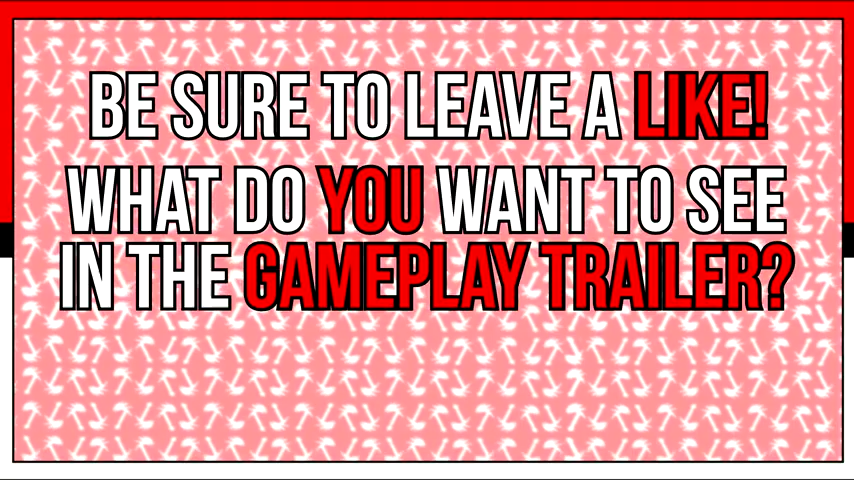 BE SURE TO LEAVE A LIKE!
WHAT DO YOU WANT TO SEE
IN THE GAMEPLAY TRAILER?